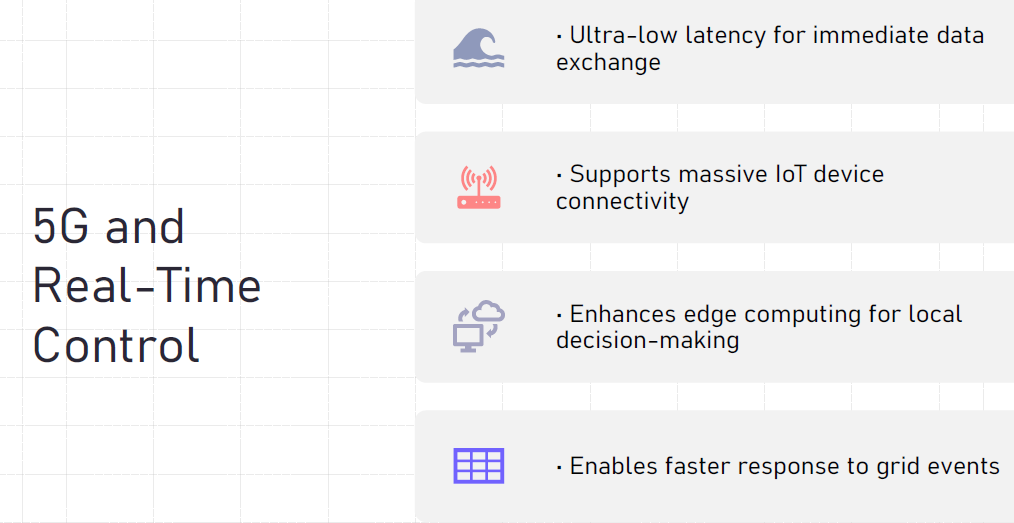 5G and
Real-Time
Control
· Ultra-low latency for immediate data
exchange
· Supports massive IoT device
connectivity
· Enhances edge computing for local
decision-making
· Enables faster response to grid events